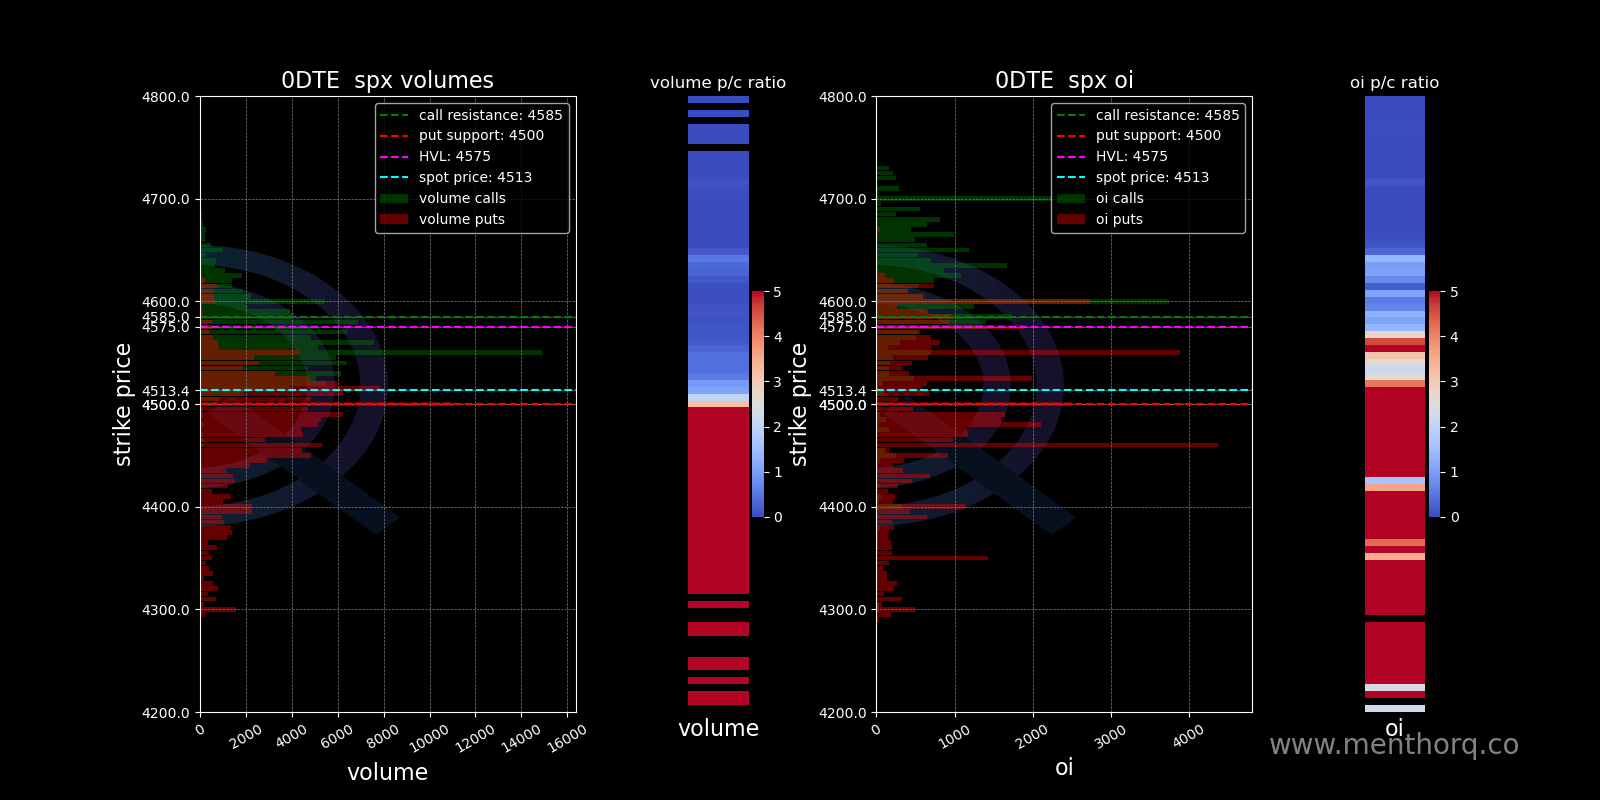 0DTE  spx volumes
4800.0
4700.0
4600.0
4585.0
4575.0
4513.4
4500.0
4400.0
4300.0
4200.0
strike price
call resistance: 4585
put support: 4500
HVL: 4575
spot price: 4513
volume calls
volume puts
0
2000
4000
6000
8000
10000
12000
14000
16000
volume
volume p/c ratio
5
4
3
2
1
0
volume
0DTE  spx oi
4800.0
4700.0
4600.0
4585.0
4575.0
4513.4
4500.0
4400.0
4300.0
4200.0
strike price
call resistance: 4585
put support: 4500
HVL: 4575
spot price: 4513
oi calls
oi puts
0
1000
2000
3000
4000
oi
oi p/c ratio
5
4
3
2
1
0
oi
www.menthorq.co